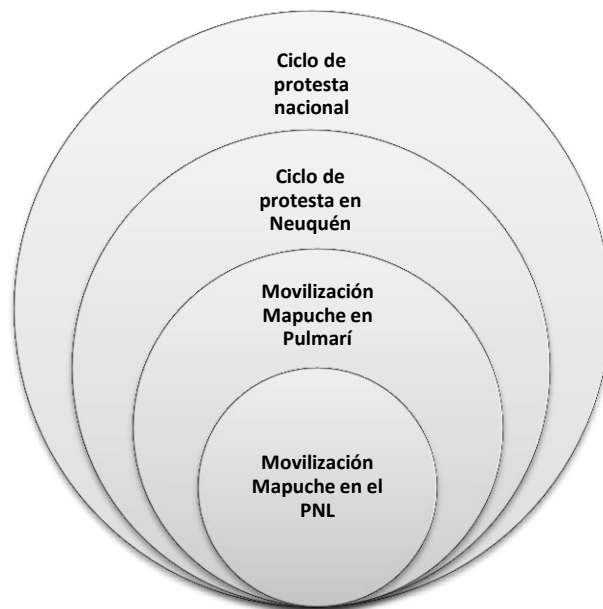 Ciclo de
protesta
nacional
Ciclo de
protesta en
Neuquén
Movilización
Mapuche en
Pulmarí
Movilización
Mapuche en el
PNL